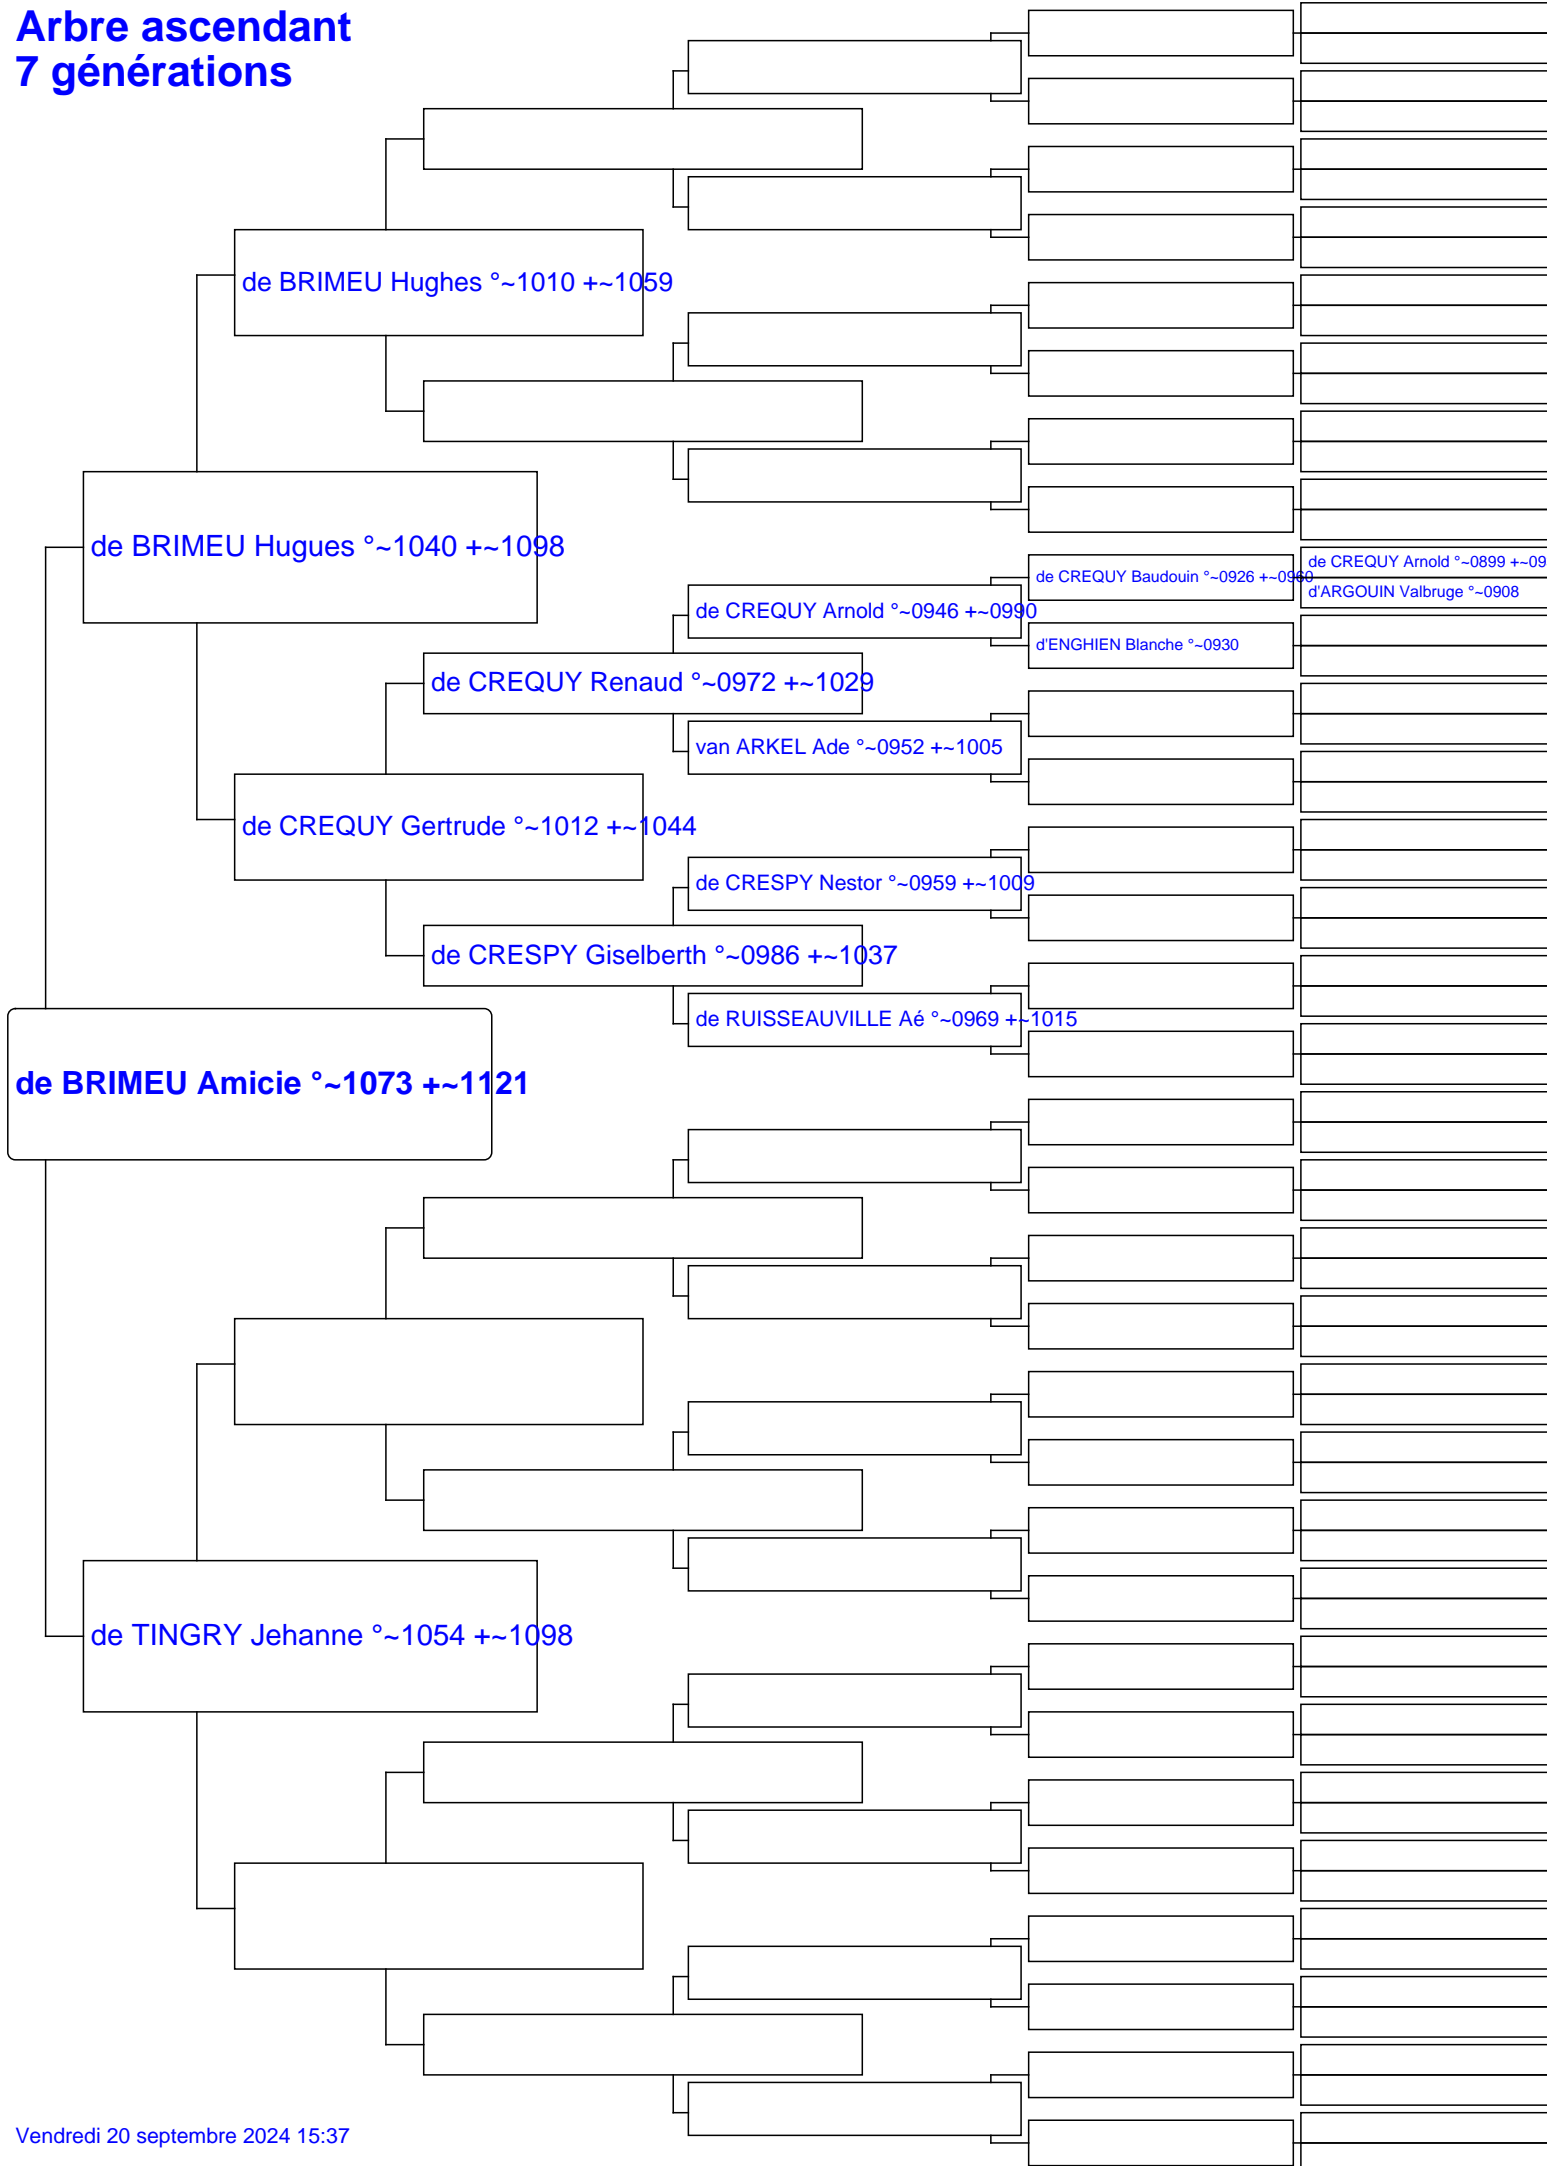 Arbre ascendant
7 générations
de BRIMEU Hughes °~1010 +~1059
de BRIMEU Hugues °~1040 +~1098
de CREQUY Baudouin °~0926 +~0960
de CREQUY Arnold °~0899 +~09
d'ARGOUIN Valbruge °~0908
de CREQUY Arnold °~0946 +~0990
d'ENGHIEN Blanche °~0930
de CREQUY Renaud °~0972 +~1029
van ARKEL Ade °~0952 +~1005
de CREQUY Gertrude °~1012 +~1044
de CRESPY Nestor °~0959 +~1009
de CRESPY Giselberth °~0986 +~1037
de RUISSEAUVILLE Aé °~0969 +~1015
de BRIMEU Amicie °~1073 +~1121
de TINGRY Jehanne °~1054 +~1098
Vendredi 20 septembre 2024 15:37